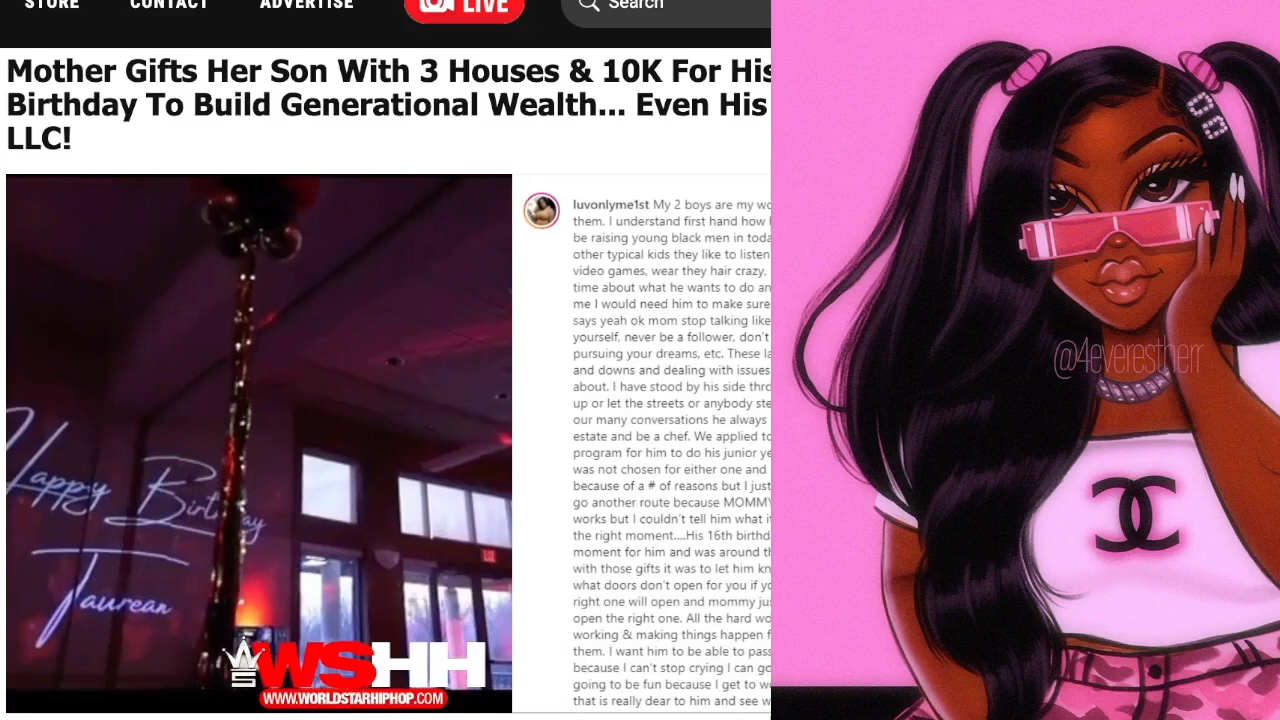 STORE CONTACT ADVERTISE LIVE Search
Mother Gifts Her Son With 3 Houses & 10K For His
Birthday To Build Generational Wealth... Even His
LLC!
luvonlyme1st My 2 boys are my wo
them. I understand first hand how
be raising young black men in toda
other typical kids they like to listen
video games, wear they hair crazy,
time about what he wants to do an
me I would need him to make sure
says yeah ok mom stop talking like
yourself, never be a follower, don't
pursuing your dreams, etc. These la
and downs and dealing with issues
about. I have stood by his side thro
up or let the streets or anybody ste
our many conversations he always
estate and be a chef. We applied to
program for him to do his junior ye
was not chosen for either one and
because of a # of reasons but I just
go another route because MOMMY
works but I couldn't tell him what i
the right moment....His 16th birthd
moment for him and was around th
with those gifts it was to let him kn
what doors don't open for you if yo
right one will open and mommy jus
open the right one. All the hard wo
working & making things happen f
them. I want him to be able to pass
because I can't stop crying I can go
going to be fun because I get to w
that is really dear to him and see w
Happy Birthday
Taurean
WSHH
WWW.WORLDSTARHIPHOP.COM
@4everestherr